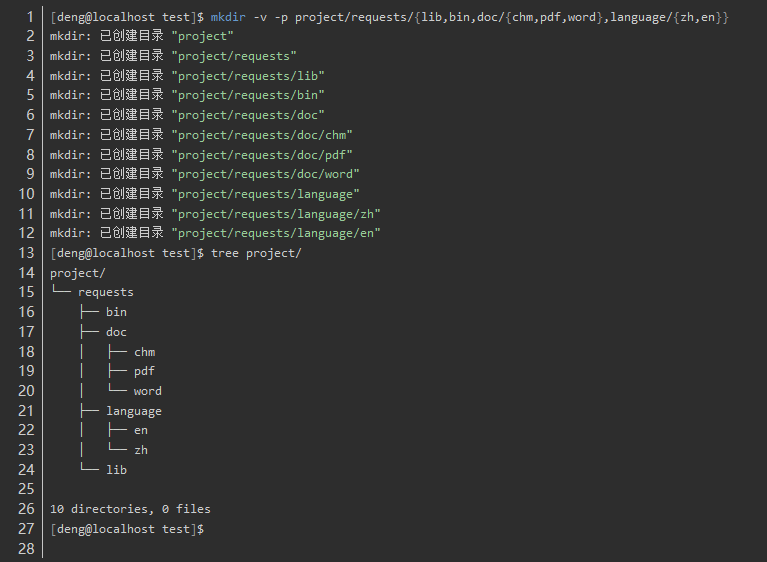 1 [deng@localhost test]$ mkdir -v -p project/requests/{lib,bin,doc/{chm,pdf,word},language/{zh,en}}
2 mkdir: 已创建目录 "project"
3 mkdir: 已创建目录 "project/requests"
4 mkdir: 已创建目录 "project/requests/lib"
5 mkdir: 已创建目录 "project/requests/bin"
6 mkdir: 已创建目录 "project/requests/doc"
7 mkdir: 已创建目录 "project/requests/doc/chm"
8 mkdir: 已创建目录 "project/requests/doc/pdf"
9 mkdir: 已创建目录 "project/requests/doc/word"
10 mkdir: 已创建目录 "project/requests/language"
11 mkdir: 已创建目录 "project/requests/language/zh"
12 mkdir: 已创建目录 "project/requests/language/en"
13 [deng@localhost test]$ tree project/
14 project/
15 └── requests
16     ├── bin
17     ├── doc
18     │   ├── chm
19     │   ├── pdf
20     │   └── word
21     ├── language
22     │   ├── en
23     │   └── zh
24     └── lib
25
26 10 directories, 0 files
27 [deng@localhost test]$
28